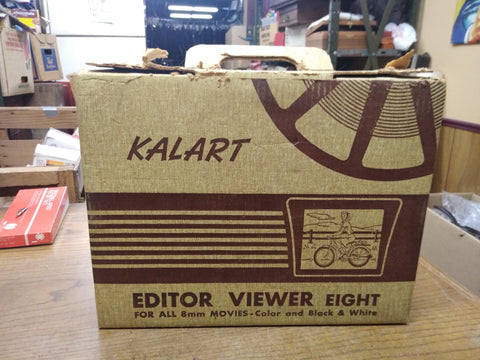 KALART
EDITOR VIEWER EIGHT
FOR ALL 8mm MOVIES-Color and Black & White